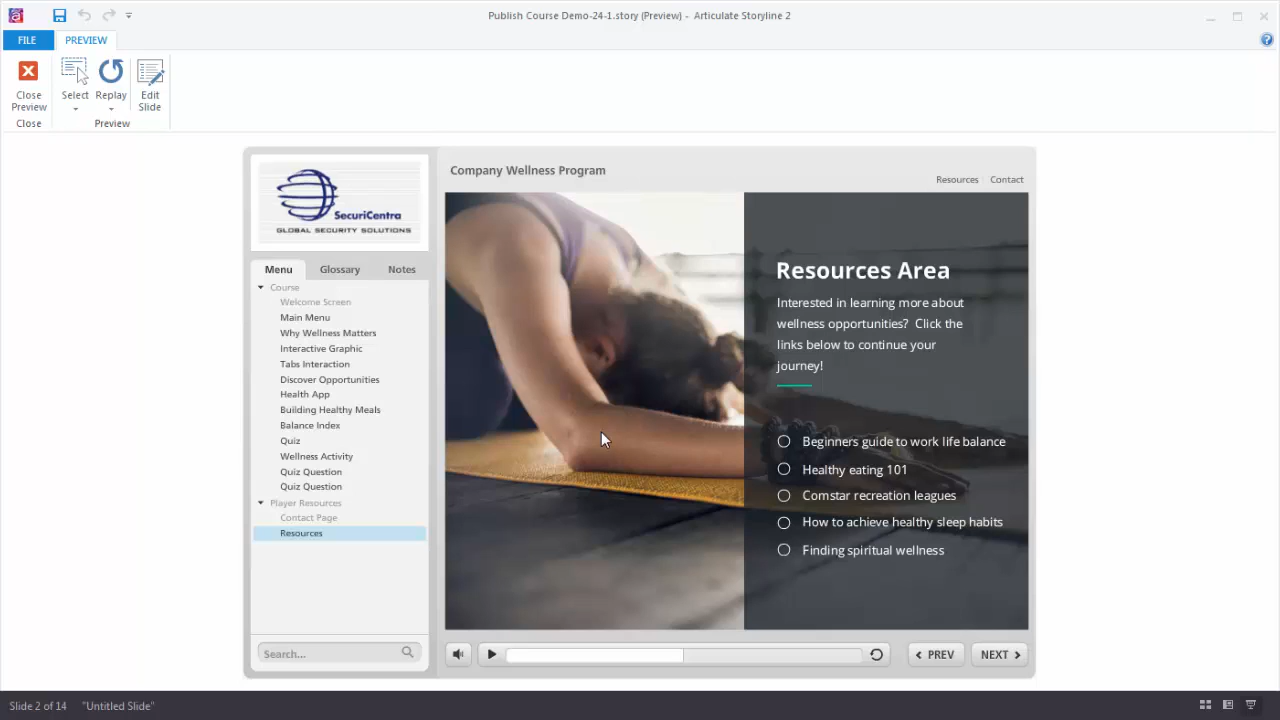 Publish Course Demo-24-1.story (Preview) - Articulate Storyline 2
FILE
PREVIEW
Close Preview
Select
Replay
Edit Slide
Close
Preview
SecuriCentra
GLOBAL SECURITY SOLUTIONS
Company Wellness Program
Resources
Contact
Menu
Glossary
Notes
Course
Welcome Screen
Main Menu
Why Wellness Matters
Interactive Graphic
Tabs Interaction
Discover Opportunities
Health App
Building Healthy Meals
Balance Index
Quiz
Wellness Activity
Quiz Question
Quiz Question
Player Resources
Contact Page
Resources
Search...
Resources Area
Interested in learning more about
wellness opportunities? Click the
links below to continue your
journey!
Beginners guide to work life balance
Healthy eating 101
Comstar recreation leagues
How to achieve healthy sleep habits
Finding spiritual wellness
PREV
NEXT
Slide 2 of 14
"Untitled Slide"